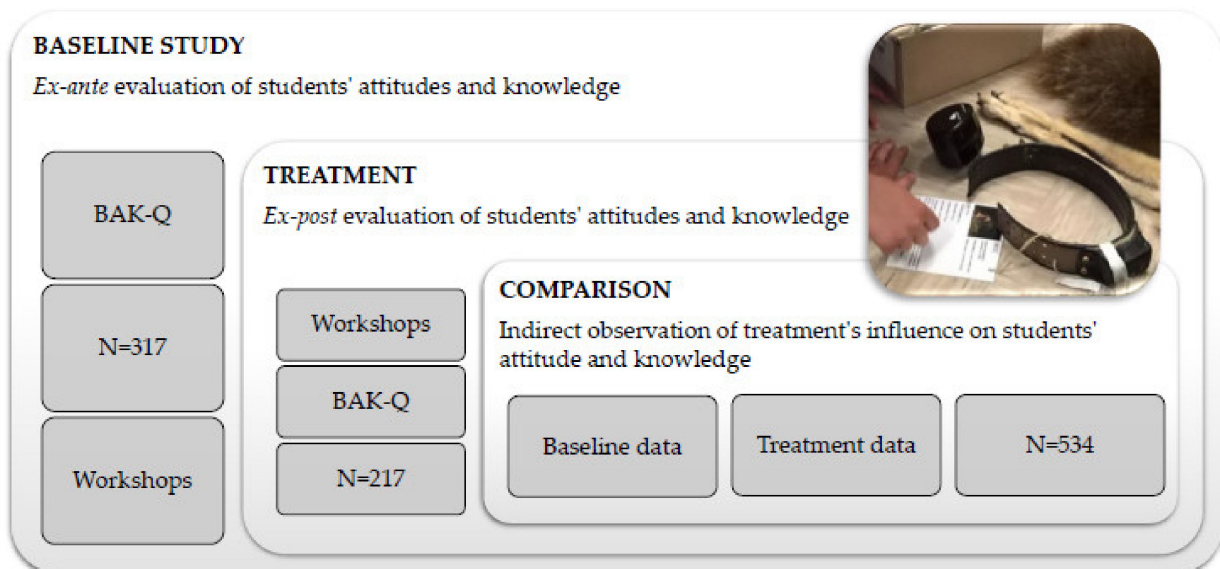 BASELINE STUDY
Ex-ante evaluation of students' attitudes and knowledge
BAK-Q
N=317
Workshops
TREATMENT
Ex-post evaluation of students' attitudes and knowledge
Workshops
BAK-Q
N=217
COMPARISON
Indirect observation of treatment's influence on students'
attitude and knowledge
Baseline data
Treatment data
N=534